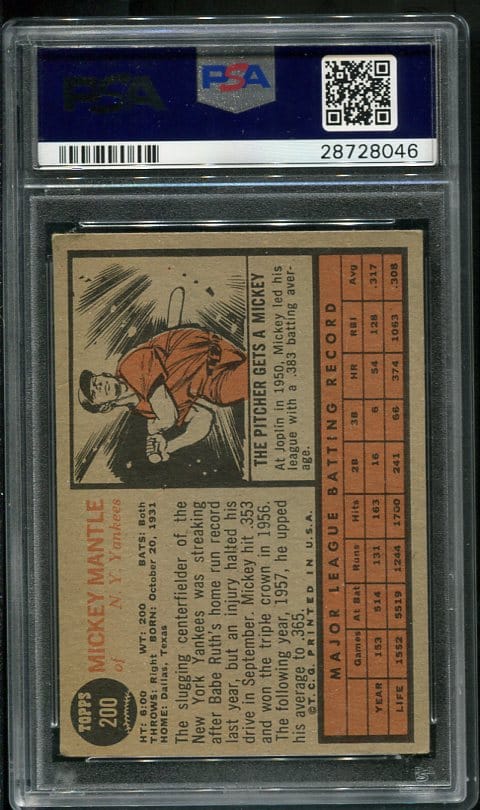 PSA
PSA
28728046
TOPPS
200
MICKEY MANTLE
of N. Y. Yankees
HT: 6:00 WT: 200 BATS: Both
THROWS: Right BORN: October 20, 1931
HOME: Dallas, Texas
The slugging centerfielder of the
New York Yankees was streaking
after Babe Ruth's home run record
last year, but an injury halted his
drive in September. Mickey hit .353
and won the triple crown in 1956.
The following year, 1957, he upped
his average to .365.
©T.C.G. PRINTED IN U.S.A.
THE PITCHER GETS A MICKEY
At Joplin in 1950, Mickey led his
league with a .383 batting aver-
age.
MAJOR LEAGUE BATTING RECORD
Games At Bat Runs Hits 2B 3B HR RBI Avg
YEAR 153 514 131 163 16 6 54 128 .317
LIFE 1552 5519 1244 1700 241 66 374 1063 .308